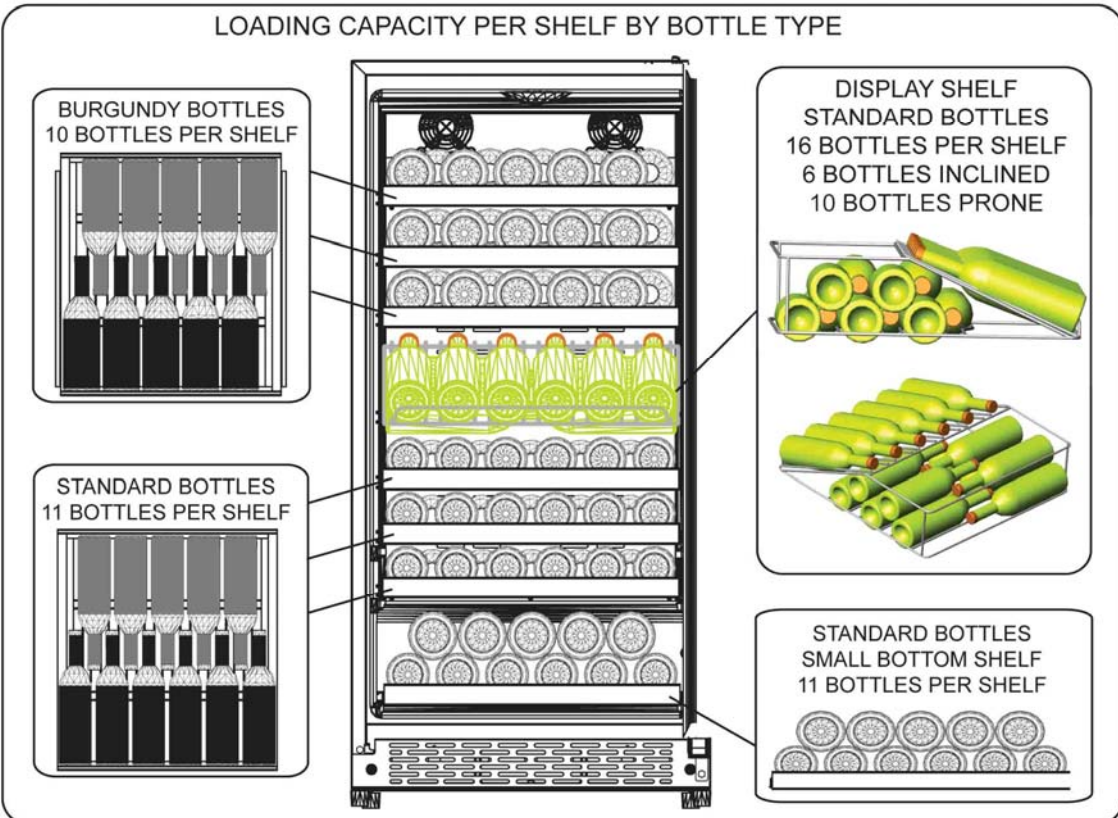 LOADING CAPACITY PER SHELF BY BOTTLE TYPE
BURGUNDY BOTTLES
10 BOTTLES PER SHELF
STANDARD BOTTLES
11 BOTTLES PER SHELF
DISPLAY SHELF
STANDARD BOTTLES
16 BOTTLES PER SHELF
6 BOTTLES INCLINED
10 BOTTLES PRONE
STANDARD BOTTLES
SMALL BOTTOM SHELF
11 BOTTLES PER SHELF